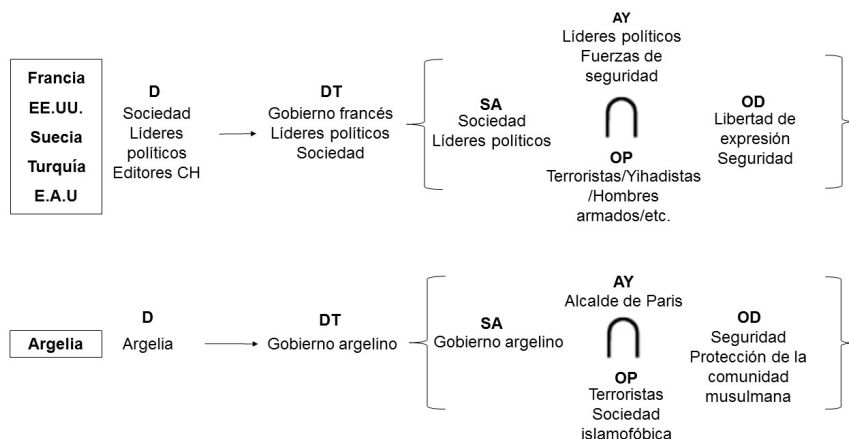 Francia
EE.UU.
Suecia
Turquía
E.A.U
D
Sociedad
Líderes
políticos
Editores CH
DT
Gobierno francés
Líderes políticos
Sociedad
SA
Sociedad
Líderes políticos
AY
Líderes políticos
Fuerzas de
seguridad
OP
Terroristas/Yihadistas
/Hombres
armados/etc.
OD
Libertad de
expresión
Seguridad
Argelia
D
Argelia
DT
Gobierno argelino
SA
Gobierno argelino
AY
Alcalde de Paris
OP
Terroristas
Sociedad
islamofóbica
OD
Seguridad
Protección de la
comunidad
musulmana